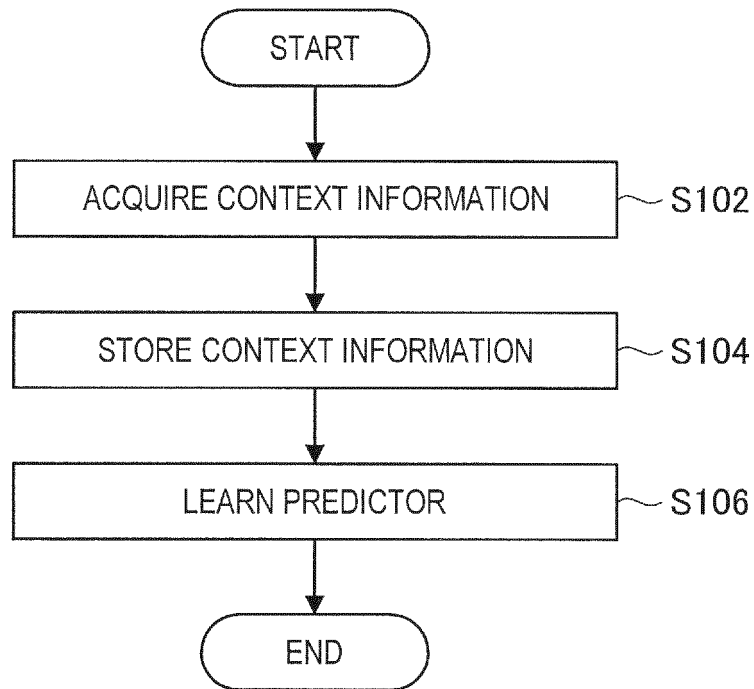 START
ACQUIRE CONTEXT INFORMATION
S102
STORE CONTEXT INFORMATION
S104
LEARN PREDICTOR
S106
END